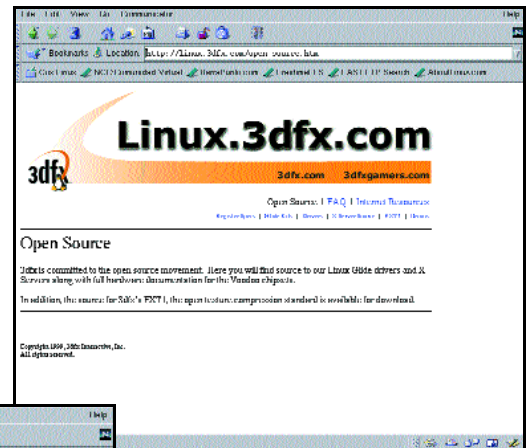 File Edit View Go Communicator Help
Bookmarks Location: http://linux.3dfx.com/open_source.htm
Linux.3dfx.com
3dfx
3dfx.com 3dfxgamers.com
Open Source | FAQ | Internet Resources
Open Source
3dfx is committed to the open source movement. Here you will find source to our Linux Glide drivers and X
Servers along with full hardware documentation for the Voodoo chipsets.
In addition, the source for 3dfx's FXT1, the open texture compression standard is available for download.
Copyright 1999, 3dfx Interactive, Inc.
All rights reserved.
Help